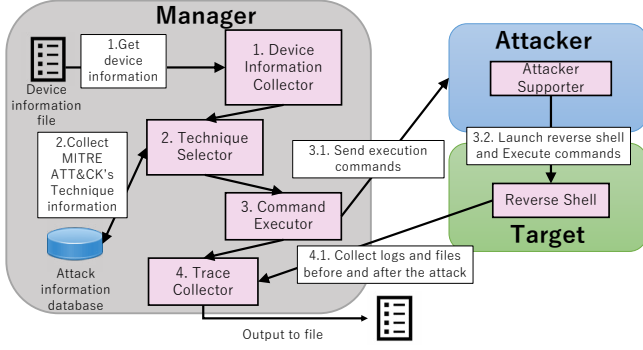 Manager
1.Get
device
information
Device
information
file
1. Device
Information
Collector
Attacker
Attacker
Supporter
2.Collect
MITRE
ATT&CK's
Technique
information
2. Technique
Selector
3.1. Send execution
commands
3.2. Launch reverse shell
and Execute commands
3. Command
Executor
Reverse Shell
Target
Attack
information
database
4. Trace
Collector
4.1. Collect logs and files
before and after the attack
Output to file